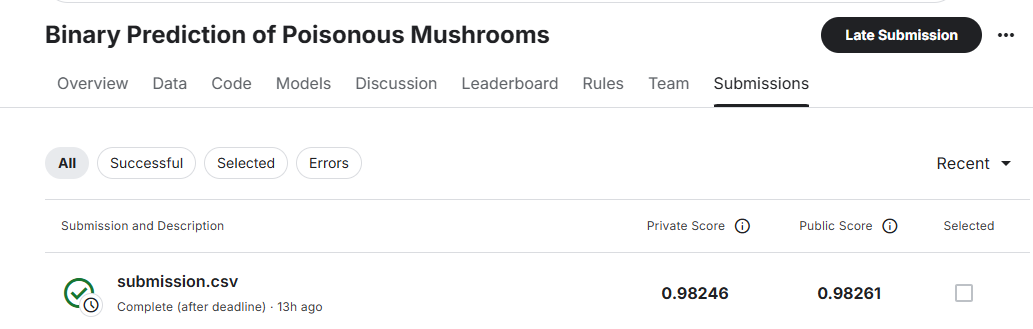 Binary Prediction of Poisonous Mushrooms
Late Submission
Overview Data Code Models Discussion Leaderboard Rules Team Submissions
All Successful Selected Errors
Recent
Submission and Description Private Score Public Score Selected
submission.csv
Complete (after deadline) · 13h ago
0.98246 0.98261